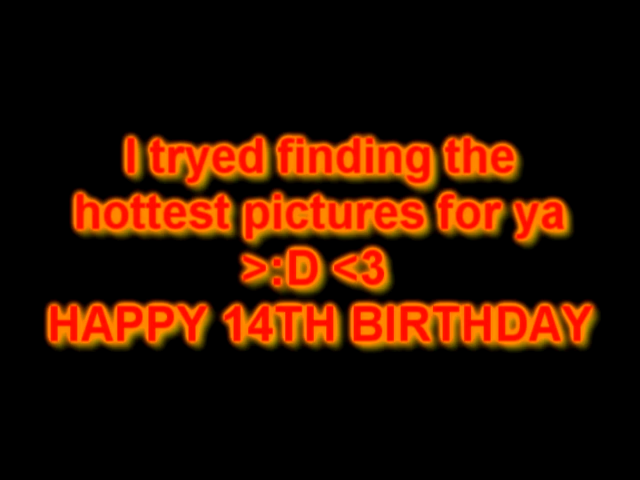 I tryed finding the
hottest pictures for ya
>:D <3
HAPPY 14TH BIRTHDAY